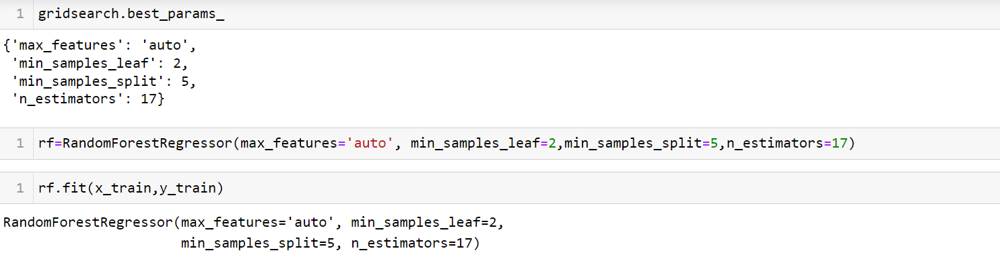 1 gridsearch.best_params_
{'max_features': 'auto',
 'min_samples_leaf': 2,
 'min_samples_split': 5,
 'n_estimators': 17}
1 rf=RandomForestRegressor(max_features='auto', min_samples_leaf=2,min_samples_split=5,n_estimators=17)
1 rf.fit(x_train,y_train)
RandomForestRegressor(max_features='auto', min_samples_leaf=2,
                      min_samples_split=5, n_estimators=17)